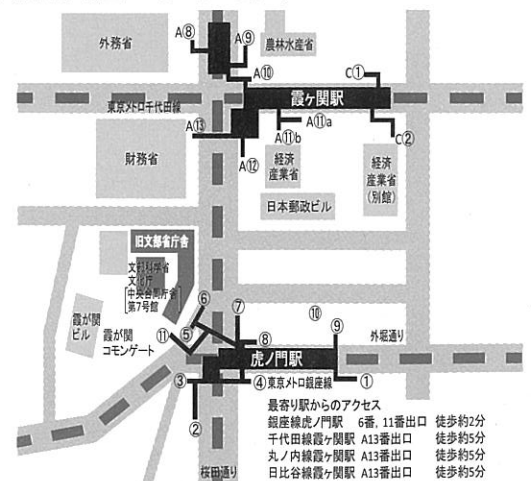 外務省
A⑧
A⑨
農林水産省
A⑩
C①
霞ヶ関駅
東京メトロ千代田線
A⑬
A⑪a
A⑪b
C②
A⑫
財務省
経済
産業省
経済
産業省
(別館)
日本郵政ビル
旧文部省庁舎
文部科学省
文化庁
中央合同庁舎
第7号館
⑥
⑦
⑩
⑨
外堀通り
霞が関
ビル
霞が関
コモンゲート
⑤
⑪
⑧
虎ノ門駅
③
④
東京メトロ銀座線
①
②
最寄り駅からのアクセス
銀座線虎ノ門駅 6番, 11番出口 徒歩約2分
千代田線霞ヶ関駅 A13番出口 徒歩約5分
丸ノ内線霞ヶ関駅 A13番出口 徒歩約5分
日比谷線霞ヶ関駅 A13番出口 徒歩約5分
桜田通り